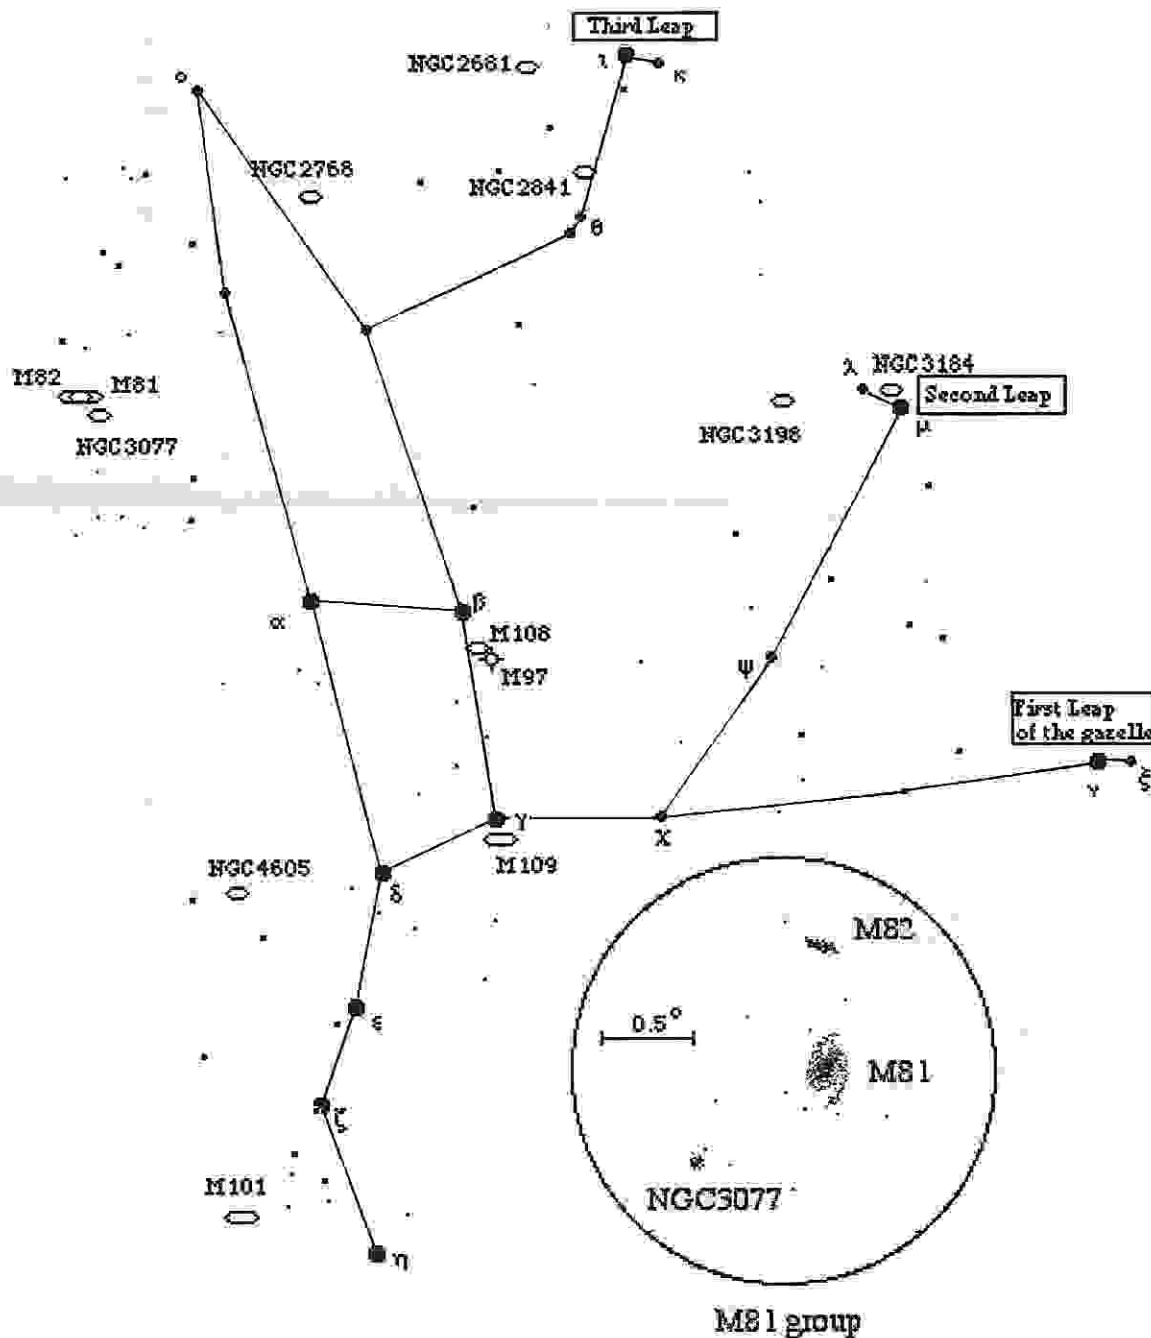 Third Leap
NGC2681
ι
κ
ο
NGC2768
NGC2841
θ
M82
M81
NGC3077
λ
NGC3184
Second Leap
NGC3198
μ
α
β
M108
M97
ψ
First Leap
of the gazelle
ν
ξ
γ
χ
M109
NGC4605
δ
M82
ε
0.5°
M81
ζ
M101
NGC3077
η
M81 group